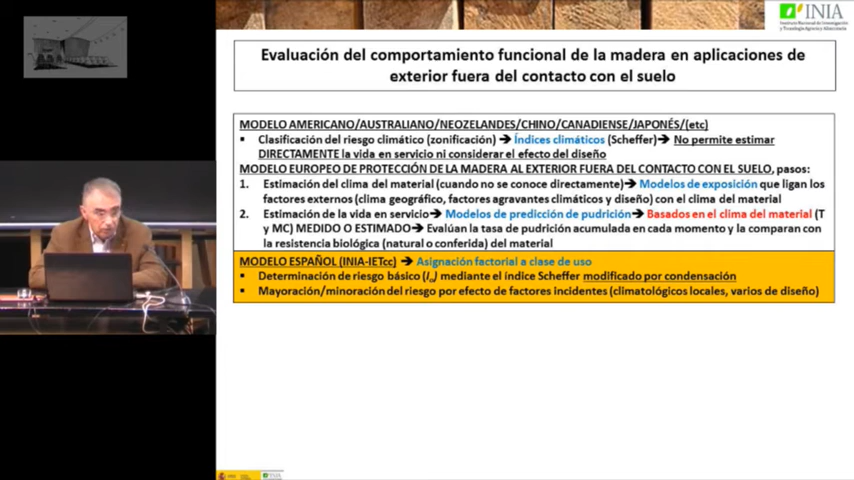 INIA
Instituto Nacional de Investigación
y Tecnología Agraria y Alimentaria
Evaluación del comportamiento funcional de la madera en aplicaciones de
exterior fuera del contacto con el suelo
MODELO AMERICANO/AUSTRALIANO/NEOZELANDES/CHINO/CANADIENSE/JAPONÉS/(etc)
▪ Clasificación del riesgo climático (zonificación) → Índices climáticos (Scheffer) → No permite estimar
DIRECTAMENTE la vida en servicio ni considerar el efecto del diseño
MODELO EUROPEO DE PROTECCIÓN DE LA MADERA AL EXTERIOR FUERA DEL CONTACTO CON EL SUELO, pasos:
1. Estimación del clima del material (cuando no se conoce directamente) → Modelos de exposición que ligan los
factores externos (clima geográfico, factores agravantes climáticos y diseño) con el clima del material
2. Estimación de la vida en servicio → Modelos de predicción de pudrición → Basados en el clima del material (T
y MC) MEDIDO O ESTIMADO → Evalúan la tasa de pudrición acumulada en cada momento y la comparan con
la resistencia biológica (natural o conferida) del material
MODELO ESPAÑOL (INIA-IETcc) → Asignación factorial a clase de uso
▪ Determinación de riesgo básico ( ) mediante el índice Scheffer modificado por condensación
▪ Mayoración/minoración del riesgo por efecto de factores incidentes (climatológicos locales, varios de diseño)
INIA